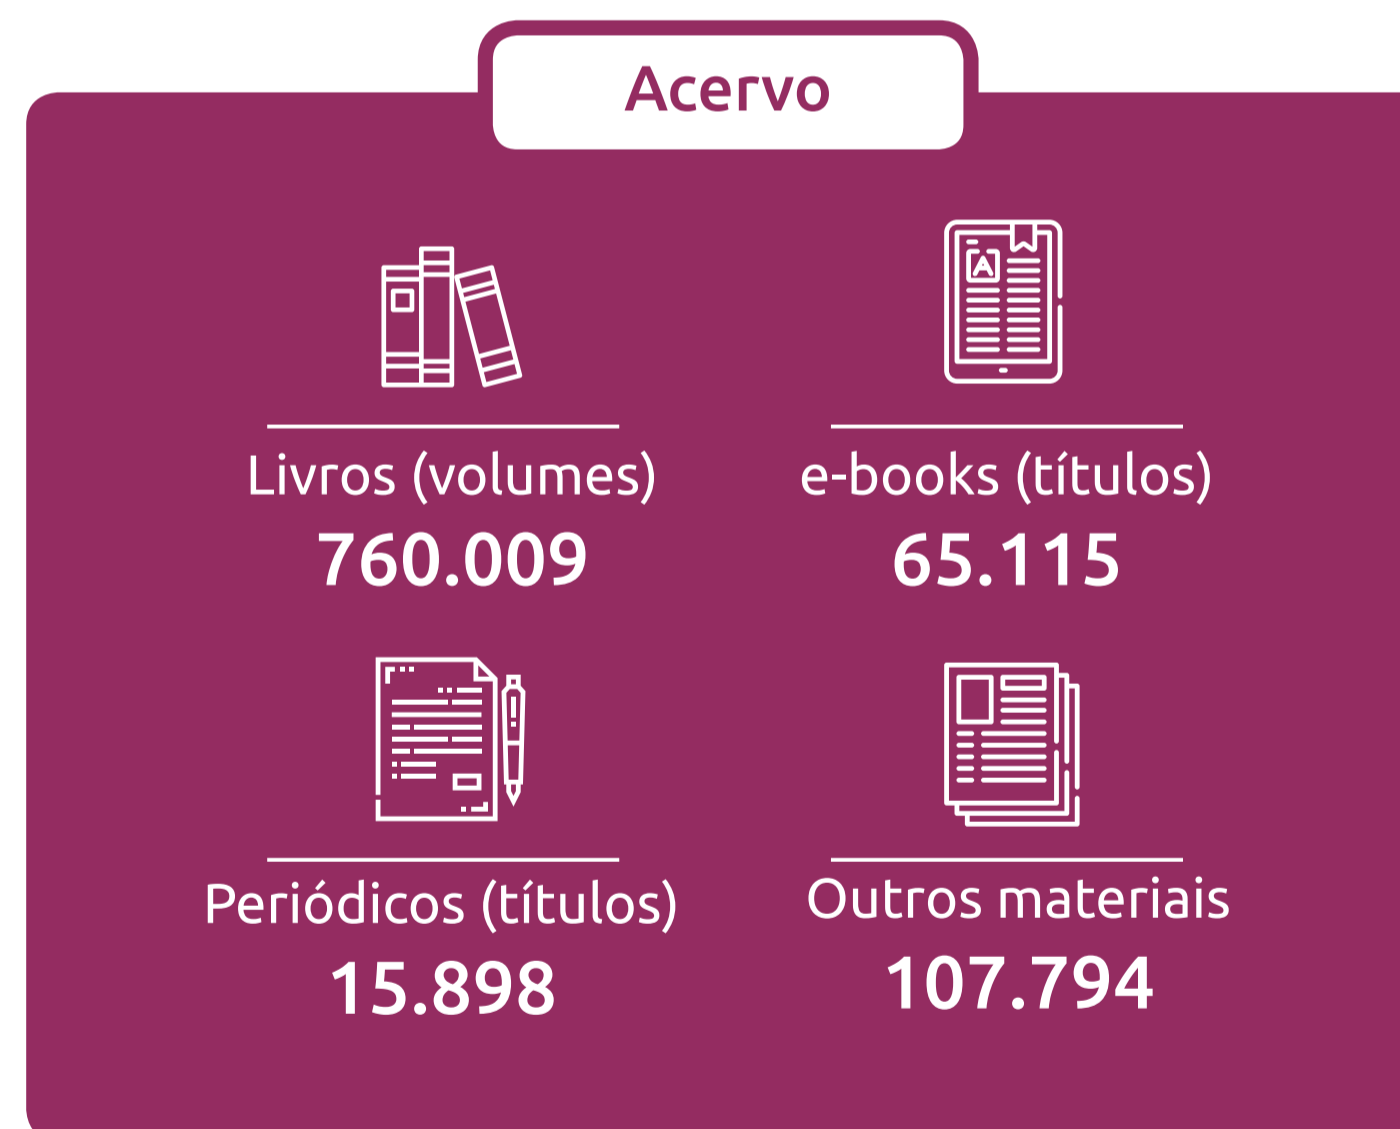 Acervo
Livros (volumes)
760.009
e-books (títulos)
65.115
Periódicos (títulos)
15.898
Outros materiais
107.794